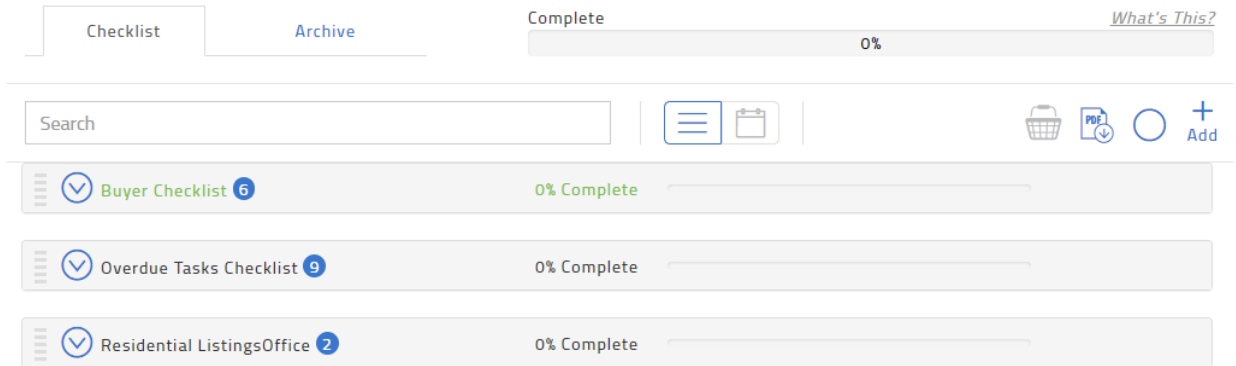 Checklist
Archive
Complete
What's This?
0%
Search
PDF
Add
Buyer Checklist 6
0% Complete
Overdue Tasks Checklist 9
0% Complete
Residential ListingsOffice 2
0% Complete